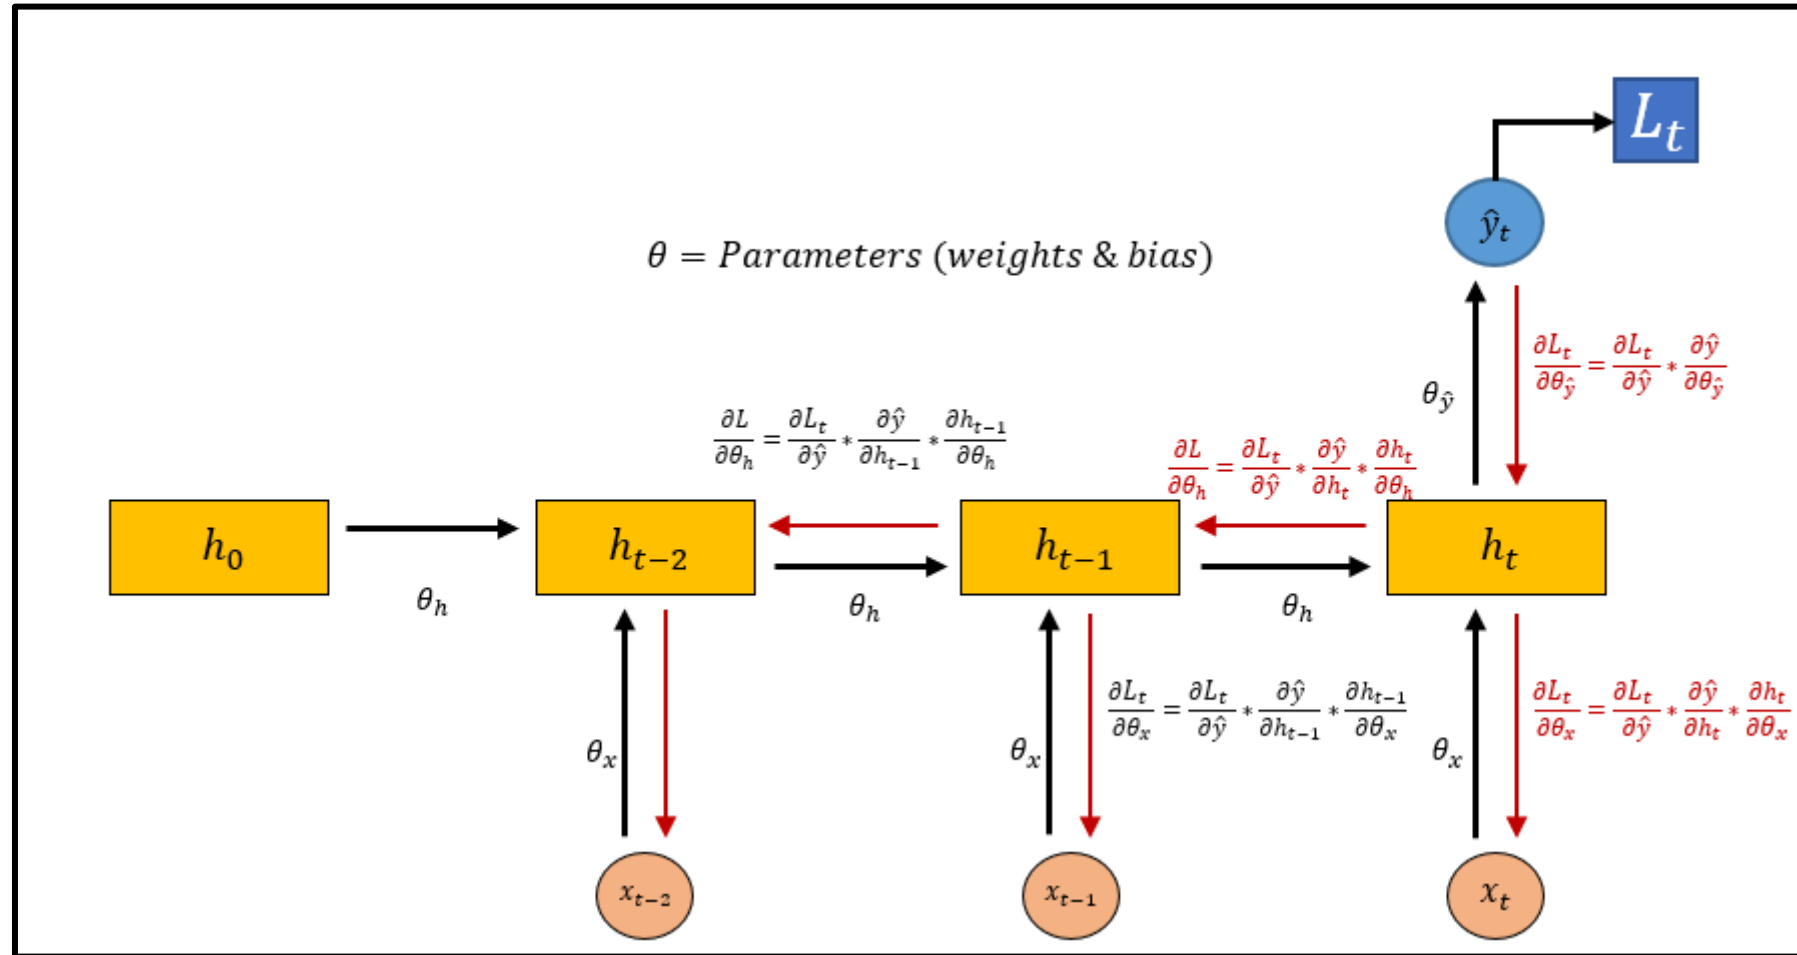 L_t
ŷ_t
θ = Parameters (weights & bias)
∂L_t/∂θ_ŷ = ∂L_t/∂ŷ * ∂ŷ/∂θ_ŷ
θ_ŷ
∂L/∂θ_h = ∂L_t/∂ŷ * ∂ŷ/∂h_{t-1} * ∂h_{t-1}/∂θ_h
∂L/∂θ_h = ∂L_t/∂ŷ * ∂ŷ/∂h_t * ∂h_t/∂θ_h
h_0
h_{t-2}
h_{t-1}
h_t
θ_h
θ_h
θ_h
∂L_t/∂θ_x = ∂L_t/∂ŷ * ∂ŷ/∂h_{t-1} * ∂h_{t-1}/∂θ_x
∂L_t/∂θ_x = ∂L_t/∂ŷ * ∂ŷ/∂h_t * ∂h_t/∂θ_x
θ_x
θ_x
θ_x
x_{t-2}
x_{t-1}
x_t